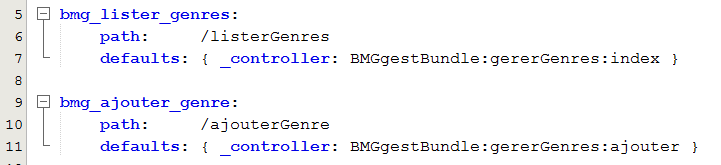 5 bmg_lister_genres:
6     path:     /listerGenres
7     defaults: { _controller: BMGgestBundle:gererGenres:index }
8
9 bmg_ajouter_genre:
10     path:     /ajouterGenre
11     defaults: { _controller: BMGgestBundle:gererGenres:ajouter }